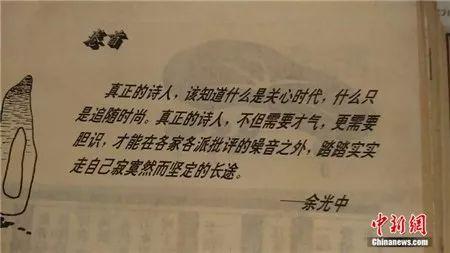 卷首
真正的诗人，该知道什么是关心时代，什么只
是追随时尚。真正的诗人，不但需要才气，更需要
胆识，才能在各家各派批评的噪音之外，踏踏实实
走自己寂寞然而坚定的长途。
——余光中
中新網
Chinanews.com